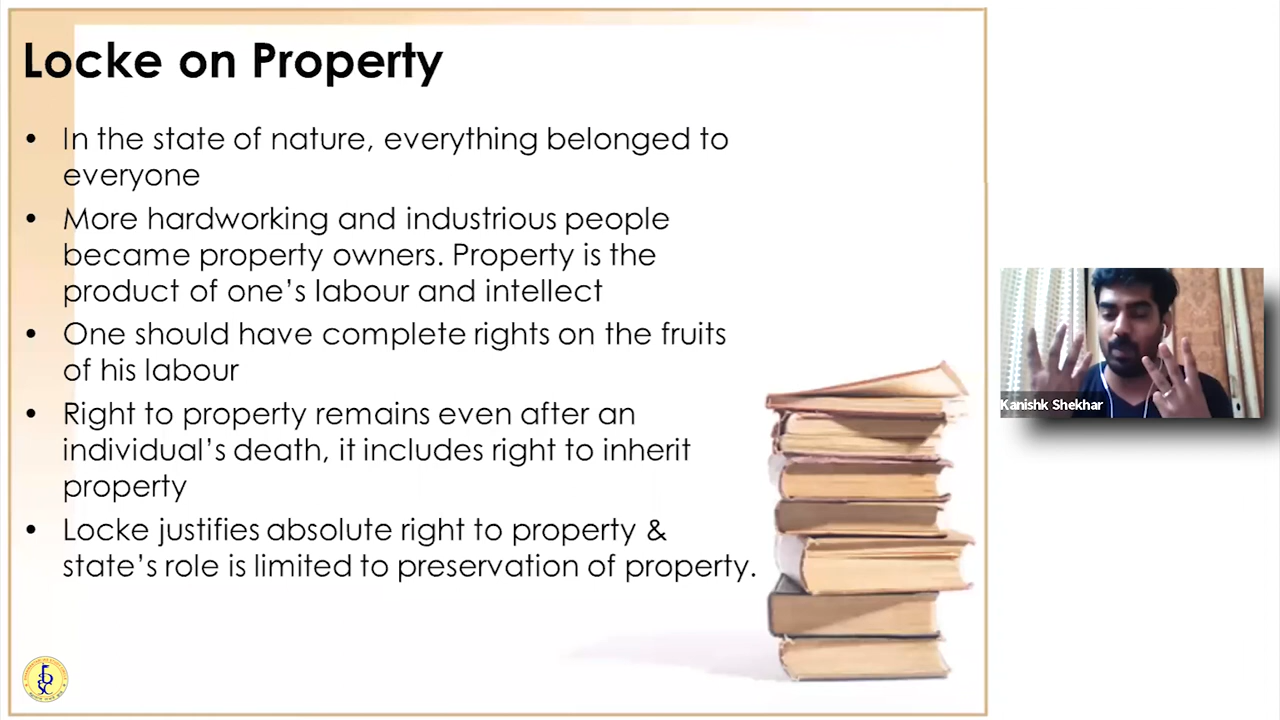 Locke on Property
• In the state of nature, everything belonged to
everyone
• More hardworking and industrious people
became property owners. Property is the
product of one’s labour and intellect
• One should have complete rights on the fruits
of his labour
• Right to property remains even after an
individual’s death, it includes right to inherit
property
• Locke justifies absolute right to property &
state’s role is limited to preservation of property.
Kanishk Shekhar